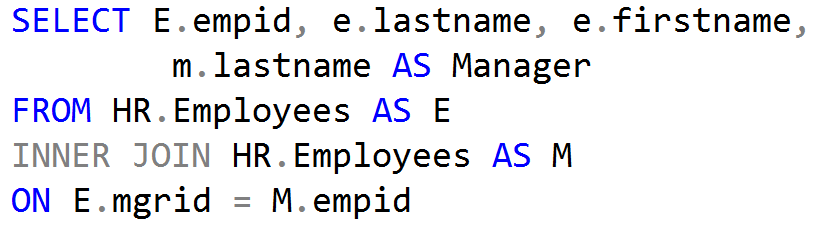 SELECT E.empid, e.lastname, e.firstname,
m.lastname AS Manager
FROM HR.Employees AS E
INNER JOIN HR.Employees AS M
ON E.mgrid = M.empid